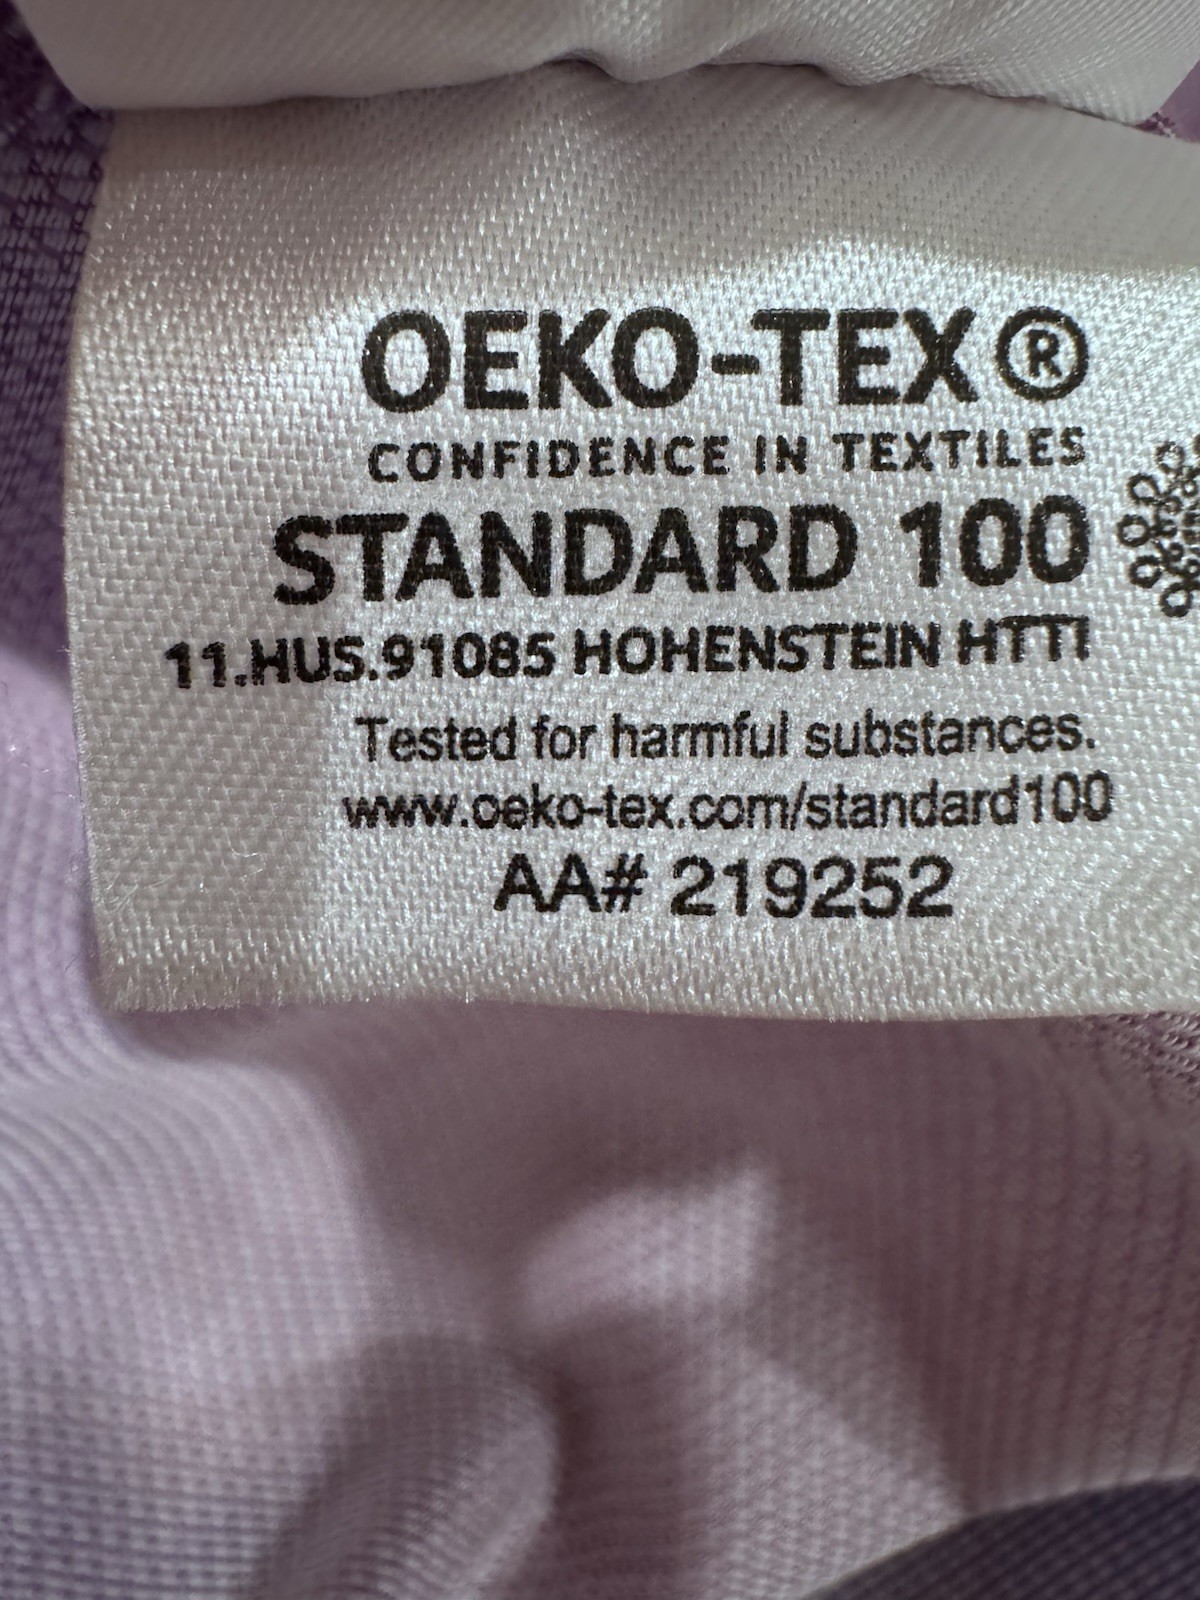 OEKO-TEX®
CONFIDENCE IN TEXTILES
STANDARD 100
11.HUS.91085 HOHENSTEIN HTTI
Tested for harmful substances.
www.oeko-tex.com/standard100
AA# 219252